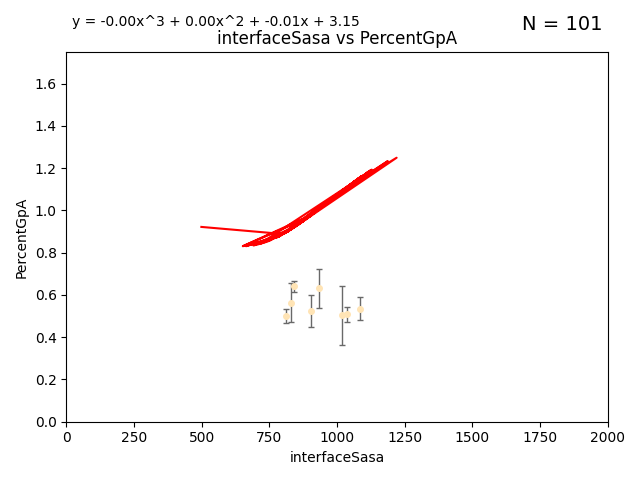 y = -0.00x^3 + 0.00x^2 + -0.01x + 3.15
N = 101
interfaceSasa vs PercentGpA
PercentGpA
1.6
1.4
1.2
1.0
0.8
0.6
0.4
0.2
0.0
0 250 500 750 1000 1250 1500 1750 2000
interfaceSasa